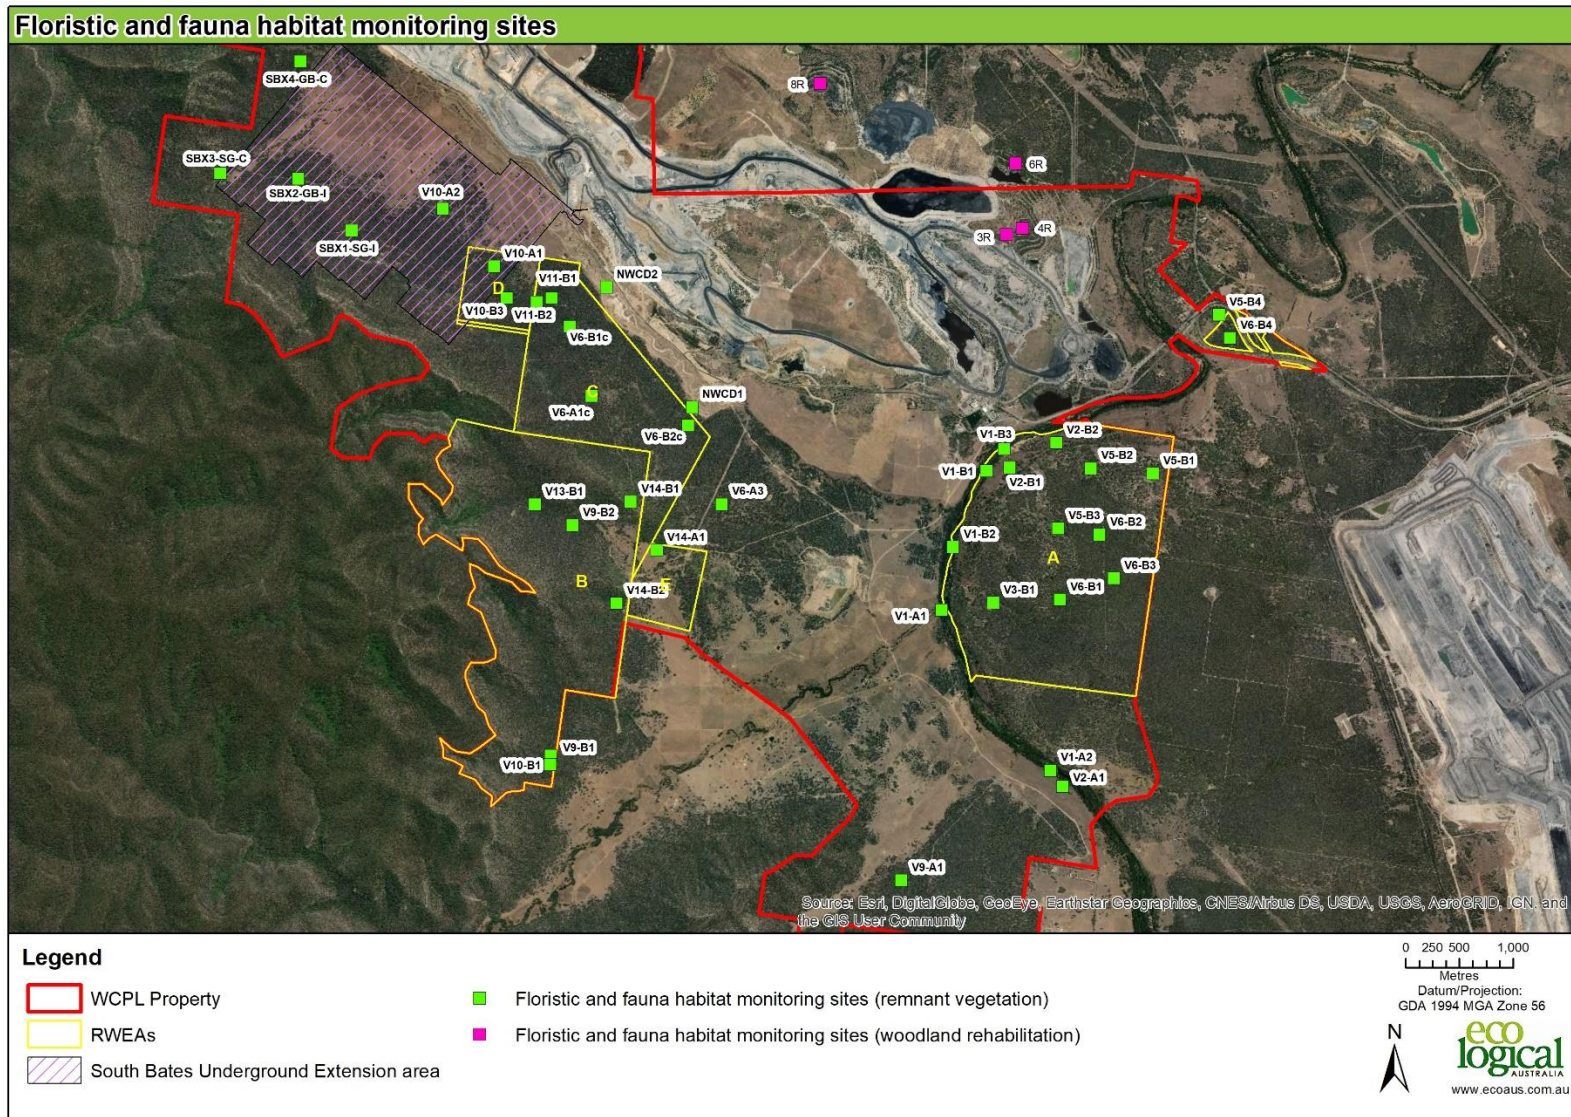 Floristic and fauna habitat monitoring sites
SBX4-GB-C
8R
SBX3-SG-C
6R
SBX2-GB-I
V10-A2
SBX1-SG-I
3R
4R
V10-A1
V11-B1
NWCD2
D
V10-B3
V11-B2
V5-B4
V6-B4
V6-B1c
C
V6-A1c
NWCD1
V6-B2c
V1-B3
V2-B2
V1-B1
V2-B1
V5-B2
V5-B1
V13-B1
V14-B1
V6-A3
V9-B2
V5-B3
V6-B2
V14-A1
V1-B2
A
V6-B3
B
E
V14-B2
V3-B1
V6-B1
V1-A1
V9-B1
V10-B1
V1-A2
V2-A1
V9-A1
Source: Esri, DigitalGlobe, GeoEye, Earthstar Geographics, CNES/Airbus DS, USDA, USGS, AeroGRID, IGN, and
the GIS User Community
Legend
WCPL Property
RWEAs
South Bates Underground Extension area
Floristic and fauna habitat monitoring sites (remnant vegetation)
Floristic and fauna habitat monitoring sites (woodland rehabilitation)
0 250 500 1,000
Metres
Datum/Projection:
GDA 1994 MGA Zone 56
N
eco
logical
AUSTRALIA
www.ecoaus.com.au